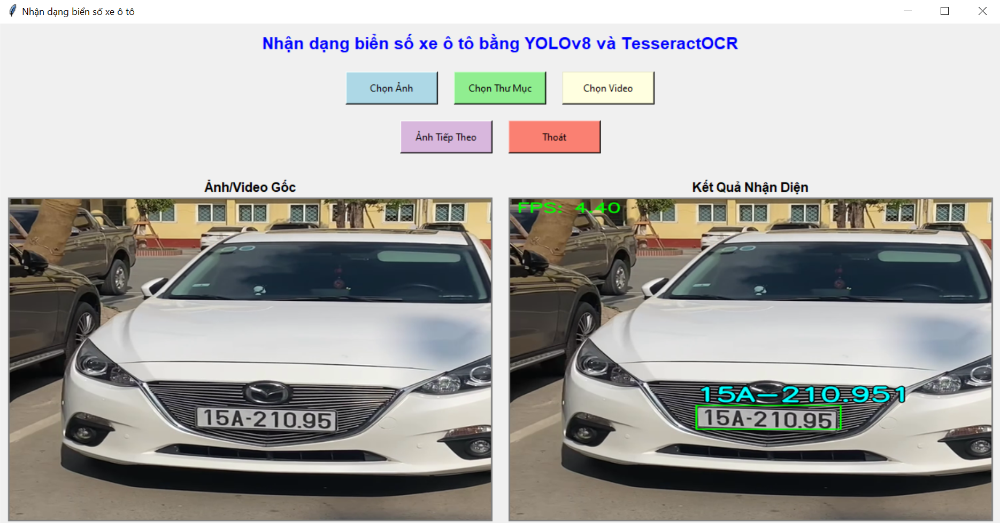 Nhận dạng biển số xe ô tô
Nhận dạng biển số xe ô tô bằng YOLOv8 và TesseractOCR
Chọn Ảnh
Chọn Thư Mục
Chọn Video
Ảnh Tiếp Theo
Thoát
Ảnh/Video Gốc
Kết Quả Nhận Diện
15A-210.95
FPS: 4.40
15A-210.951
15A-210.95